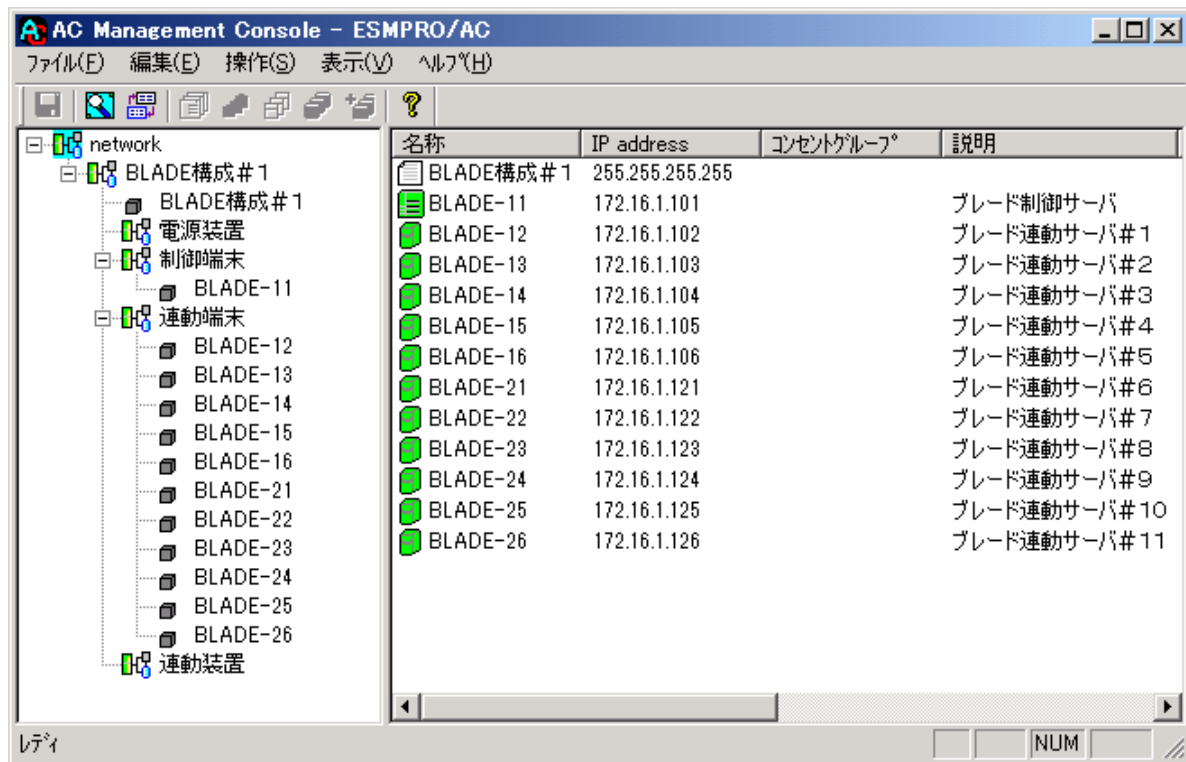 AC Management Console - ESMPRO/AC
ファイル(F) 編集(E) 操作(S) 表示(V) ヘルプ(H)
network
BLADE構成＃1
BLADE構成＃1
電源装置
制御端末
BLADE-11
連動端末
BLADE-12
BLADE-13
BLADE-14
BLADE-15
BLADE-16
BLADE-21
BLADE-22
BLADE-23
BLADE-24
BLADE-25
BLADE-26
連動装置
名称 IP address コンセントグループ 説明
BLADE構成＃1 255.255.255.255
BLADE-11 172.16.1.101 ブレード制御サーバ
BLADE-12 172.16.1.102 ブレード連動サーバ＃1
BLADE-13 172.16.1.103 ブレード連動サーバ＃2
BLADE-14 172.16.1.104 ブレード連動サーバ＃3
BLADE-15 172.16.1.105 ブレード連動サーバ＃4
BLADE-16 172.16.1.106 ブレード連動サーバ＃5
BLADE-21 172.16.1.121 ブレード連動サーバ＃6
BLADE-22 172.16.1.122 ブレード連動サーバ＃7
BLADE-23 172.16.1.123 ブレード連動サーバ＃8
BLADE-24 172.16.1.124 ブレード連動サーバ＃9
BLADE-25 172.16.1.125 ブレード連動サーバ＃10
BLADE-26 172.16.1.126 ブレード連動サーバ＃11
レディ NUM